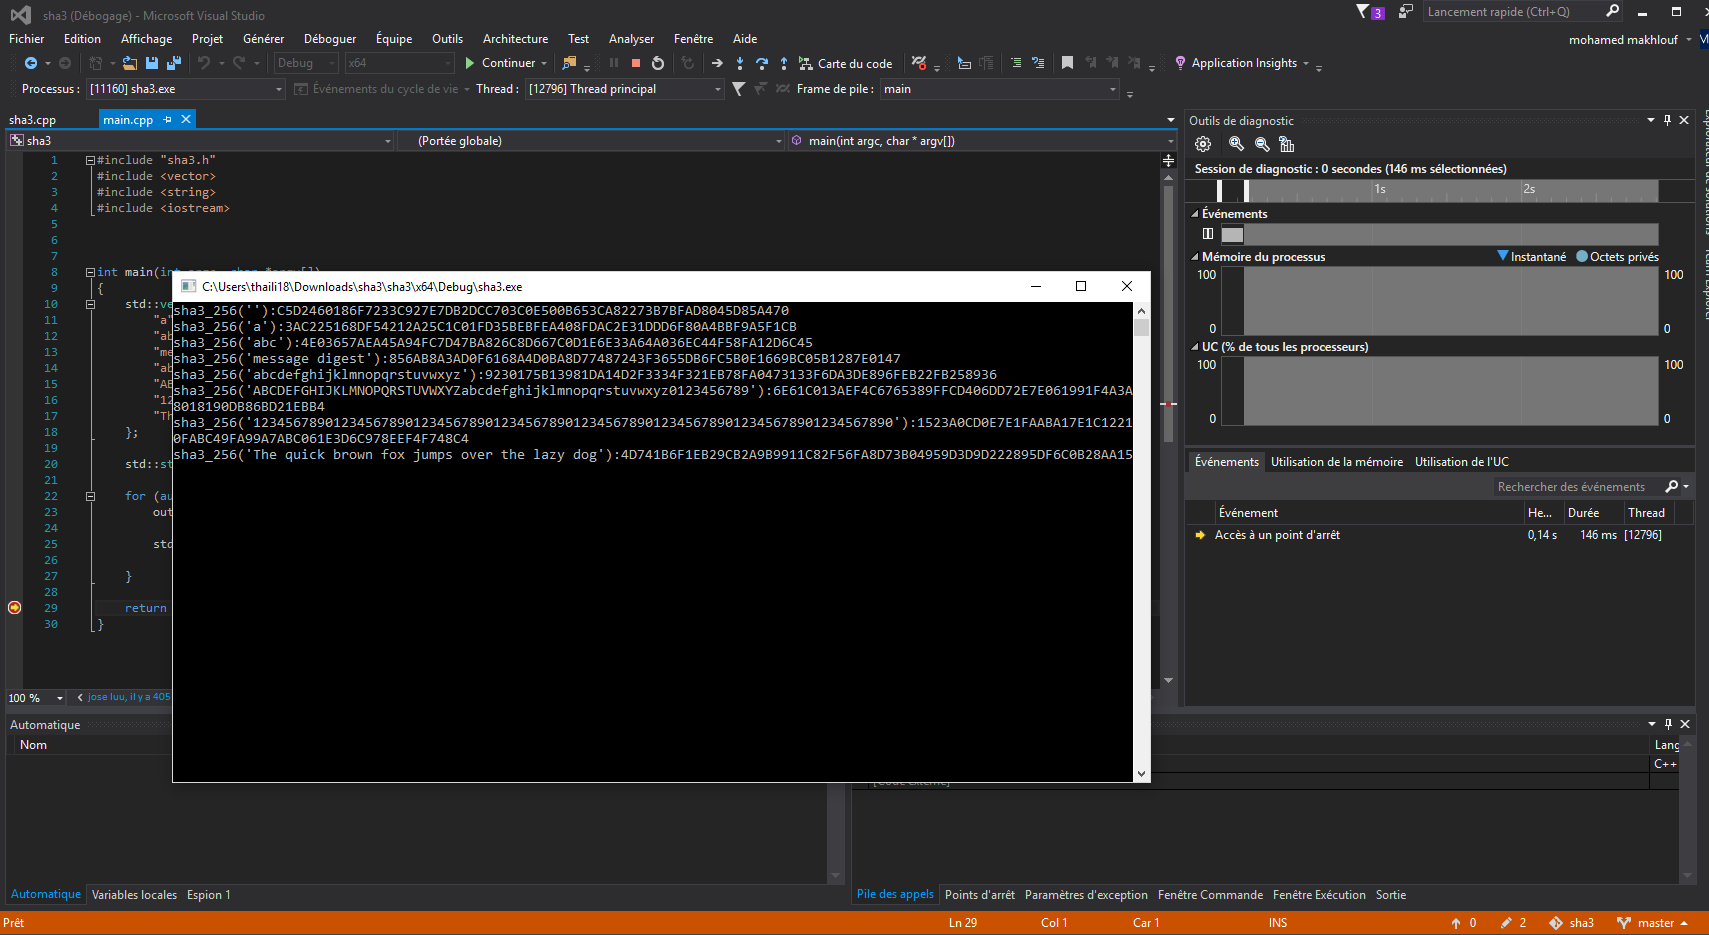 sha3 (Débogage) - Microsoft Visual Studio
3
Lancement rapide (Ctrl+Q)
Fichier Edition Affichage Projet Générer Déboguer Équipe Outils Architecture Test Analyser Fenêtre Aide
mohamed makhlouf
Debug x64 Continuer Carte du code Application Insights
Processus : [11160] sha3.exe Événements du cycle de vie Thread : [12796] Thread principal Frame de pile : main
sha3.cpp main.cpp
sha3 (Portée globale) main(int argc, char * argv[])
1 #include "sha3.h"
2 #include <vector>
3 #include <string>
4 #include <iostream>
5
6
7
8 int main(int argc, char *argv[])
9 {
10 std::ve
11 "a"
12 "ab
13 "me
14 "ab
15 "AB
16 "12
17 "Th
18 };
19
20 std::st
21
22 for (au
23 out
24
25 std
26
27 }
28
29 return
30 }
100 % jose luu, il y a 405
C:\Users\thaili18\Downloads\sha3\sha3\x64\Debug\sha3.exe
sha3_256(''):C5D2460186F7233C927E7DB2DCC703C0E500B653CA82273B7BFAD8045D85A470
sha3_256('a'):3AC225168DF54212A25C1C01FD35BEBFEA408FDAC2E31DDD6F80A4BBF9A5F1CB
sha3_256('abc'):4E03657AEA45A94FC7D47BA826C8D667C0D1E6E33A64A036EC44F58FA12D6C45
sha3_256('message digest'):856AB8A3AD0F6168A4D0BA8D77487243F3655DB6FC5B0E1669BC05B1287E0147
sha3_256('abcdefghijklmnopqrstuvwxyz'):9230175B13981DA14D2F3334F321EB78FA0473133F6DA3DE896FEB22FB258936
sha3_256('ABCDEFGHIJKLMNOPQRSTUVWXYZabcdefghijklmnopqrstuvwxyz0123456789'):6E61C013AEF4C6765389FFCD406DD72E7E061991F4A3A
8018190DB86BD21EBB4
sha3_256('12345678901234567890123456789012345678901234567890123456789012345678901234567890'):1523A0CD0E7E1FAABA17E1C1221
0FABC49FA99A7ABC061E3D6C978EEF4F748C4
sha3_256('The quick brown fox jumps over the lazy dog'):4D741B6F1EB29CB2A9B9911C82F56FA8D73B04959D3D9D222895DF6C0B28AA15
Outils de diagnostic
Session de diagnostic : 0 secondes (146 ms sélectionnées)
1s 2s
Événements
Mémoire du processus Instantané Octets privés
100 100
0 0
UC (% de tous les processeurs)
100 100
0 0
Événements Utilisation de la mémoire Utilisation de l'UC
Rechercher des événements
Événement He... Durée Thread
Accès à un point d'arrêt 0,14 s 146 ms [12796]
Automatique
Nom
Lang
C++
Automatique Variables locales Espion 1
Pile des appels Points d'arrêt Paramètres d'exception Fenêtre Commande Fenêtre Exécution Sortie
Prêt Ln 29 Col 1 Car 1 INS 0 2 sha3 master